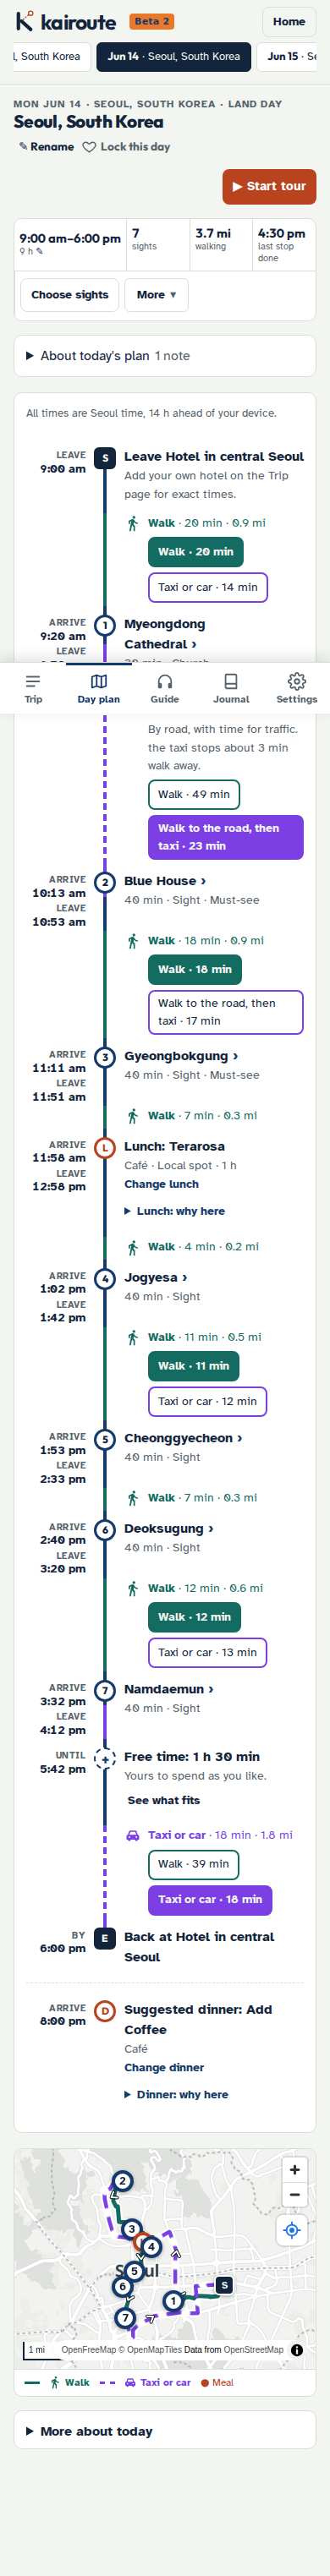 kairoute Beta 2 Home
l, South Korea Jun 14 · Seoul, South Korea Jun 15 · Se
MON JUN 14 · SEOUL, SOUTH KOREA · LAND DAY
Seoul, South Korea
✎ Rename Lock this day
▶ Start tour
9:00 am–6:00 pm
9 h ✎
7
sights
3.7 mi
walking
4:30 pm
last stop
done
Choose sights More ▾
▶ About today's plan 1 note
All times are Seoul time, 14 h ahead of your device.
LEAVE
9:00 am
S
Leave Hotel in central Seoul
Add your own hotel on the Trip
page for exact times.
Walk · 20 min · 0.9 mi
Walk · 20 min
Taxi or car · 14 min
ARRIVE
9:20 am
LEAVE
1
Myeongdong
Cathedral ›
Trip Day plan Guide Journal Settings
By road, with time for traffic.
the taxi stops about 3 min
walk away.
Walk · 49 min
Walk to the road, then
taxi · 23 min
ARRIVE
10:13 am
LEAVE
10:53 am
2
Blue House ›
40 min · Sight · Must-see
Walk · 18 min · 0.9 mi
Walk · 18 min
Walk to the road, then
taxi · 17 min
ARRIVE
11:11 am
LEAVE
11:51 am
3
Gyeongbokgung ›
40 min · Sight · Must-see
Walk · 7 min · 0.3 mi
ARRIVE
11:58 am
LEAVE
12:58 pm
L
Lunch: Terarosa
Café · Local spot · 1 h
Change lunch
▶ Lunch: why here
Walk · 4 min · 0.2 mi
ARRIVE
1:02 pm
LEAVE
1:42 pm
4
Jogyesa ›
40 min · Sight
Walk · 11 min · 0.5 mi
Walk · 11 min
Taxi or car · 12 min
ARRIVE
1:53 pm
LEAVE
2:33 pm
5
Cheonggyecheon ›
40 min · Sight
Walk · 7 min · 0.3 mi
ARRIVE
2:40 pm
LEAVE
3:20 pm
6
Deoksugung ›
40 min · Sight
Walk · 12 min · 0.6 mi
Walk · 12 min
Taxi or car · 13 min
ARRIVE
3:32 pm
LEAVE
4:12 pm
7
Namdaemun ›
40 min · Sight
UNTIL
5:42 pm
+
Free time: 1 h 30 min
Yours to spend as you like.
See what fits
Taxi or car · 18 min · 1.8 mi
Walk · 39 min
Taxi or car · 18 min
BY
6:00 pm
E
Back at Hotel in central
Seoul
ARRIVE
8:00 pm
D
Suggested dinner: Add
Coffee
Café
Change dinner
▶ Dinner: why here
+
−
2
3
4
5
6
1
S
7
1 mi
OpenFreeMap © OpenMapTiles Data from OpenStreetMap
Walk Taxi or car Meal
▶ More about today